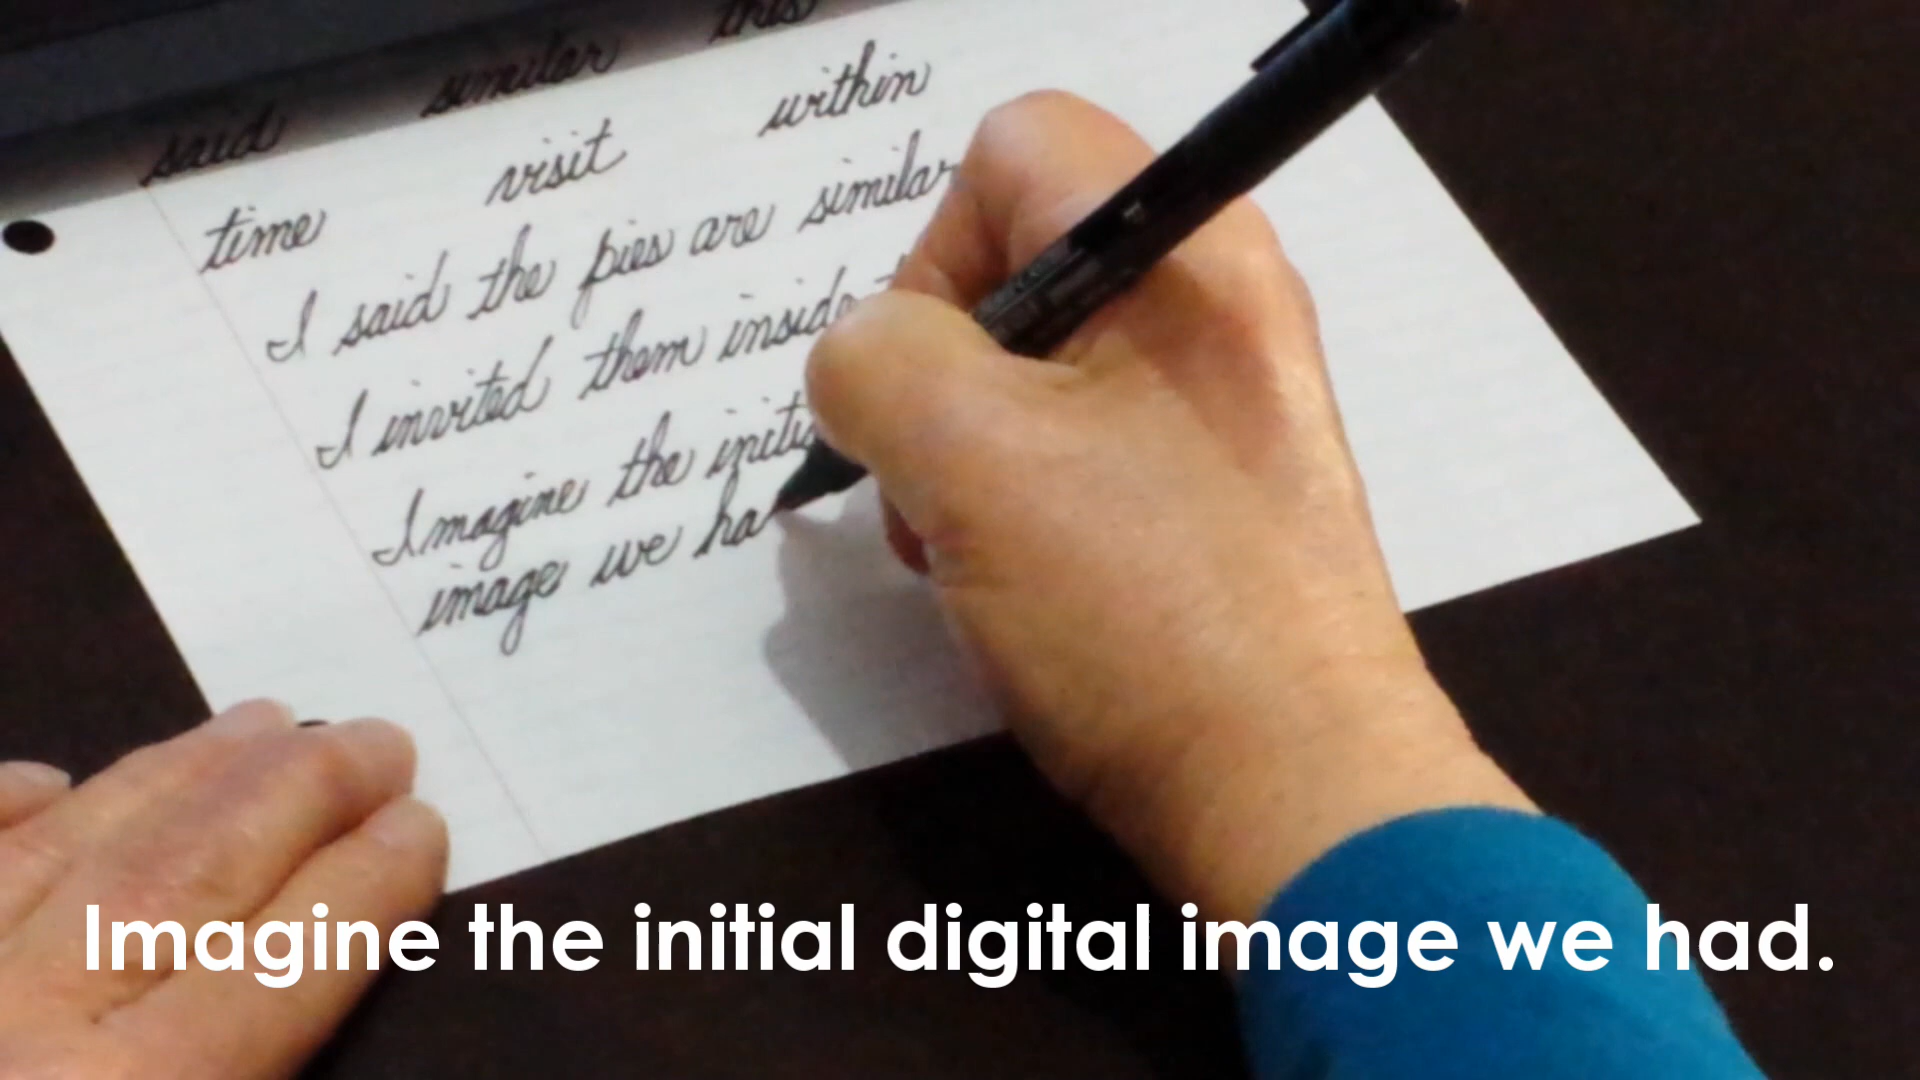 said similar this
time visit within
I said the pies are similar
I invited them inside
Imagine the
image we ha
Imagine the initial digital image we had.